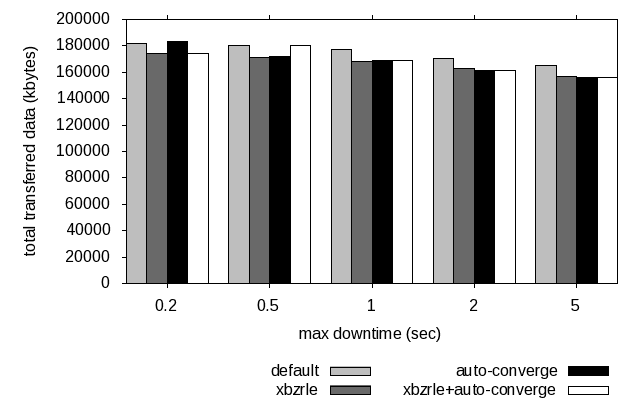 200000
180000
160000
140000
120000
100000
80000
60000
40000
20000
0
total transferred data (kbytes)
0.2 0.5 1 2 5
max downtime (sec)
default auto-converge
xbzrle xbzrle+auto-converge